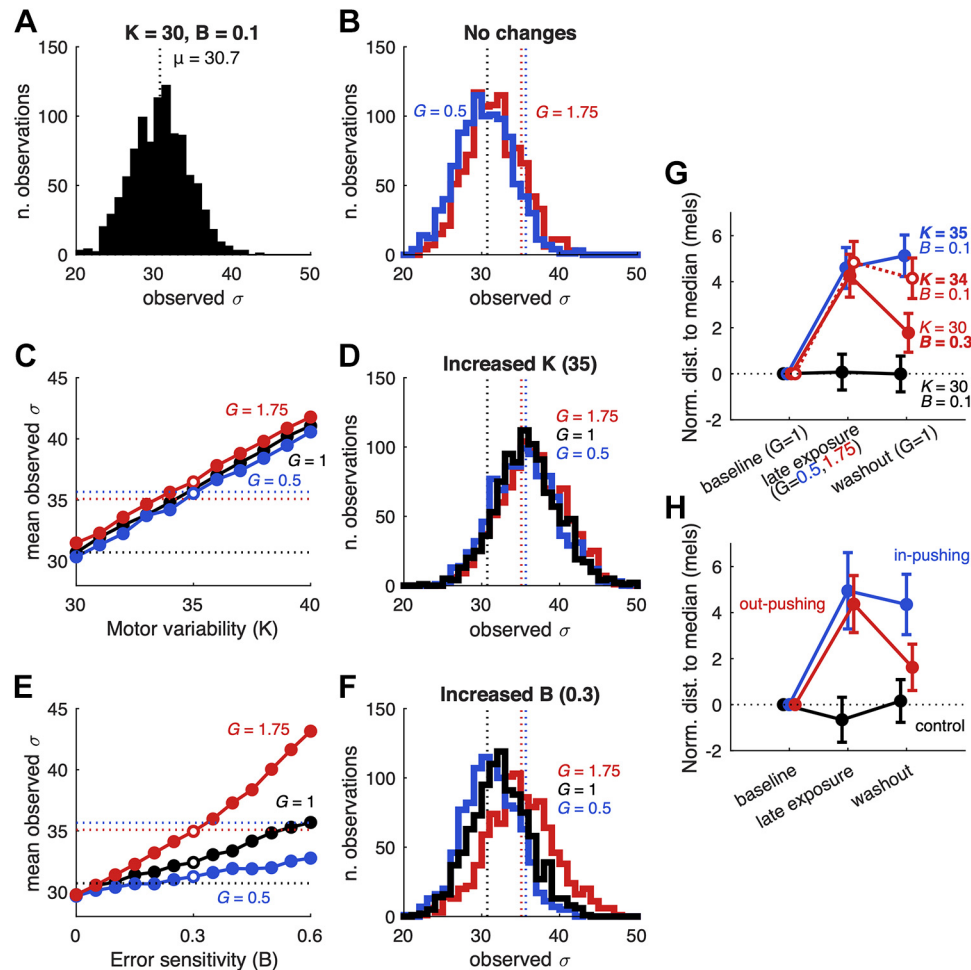 A
K = 30, B = 0.1
μ = 30.7
n. observations
150
100
50
0
20 30 40 50
observed σ
B
No changes
G = 0.5
G = 1.75
n. observations
150
100
50
0
20 30 40 50
observed σ
C
G = 1.75
G = 1
G = 0.5
mean observed σ
45
40
35
30
30 35 40
Motor variability (K)
D
Increased K (35)
G = 1.75
G = 1
G = 0.5
n. observations
150
100
50
0
20 30 40 50
observed σ
E
G = 1.75
G = 1
G = 0.5
mean observed σ
45
40
35
30
0 0.3 0.6
Error sensitivity (B)
F
Increased B (0.3)
G = 1.75
G = 1
G = 0.5
n. observations
150
100
50
0
20 30 40 50
observed σ
G
Norm. dist. to median (mels)
6
4
2
0
-2
K = 35
B = 0.1
K = 34
B = 0.1
K = 30
B = 0.3
K = 30
B = 0.1
baseline (G=1)
late exposure
(G=0.5,1.75)
washout (G=1)
H
Norm. dist. to median (mels)
6
4
2
0
-2
in-pushing
out-pushing
control
baseline
late exposure
washout